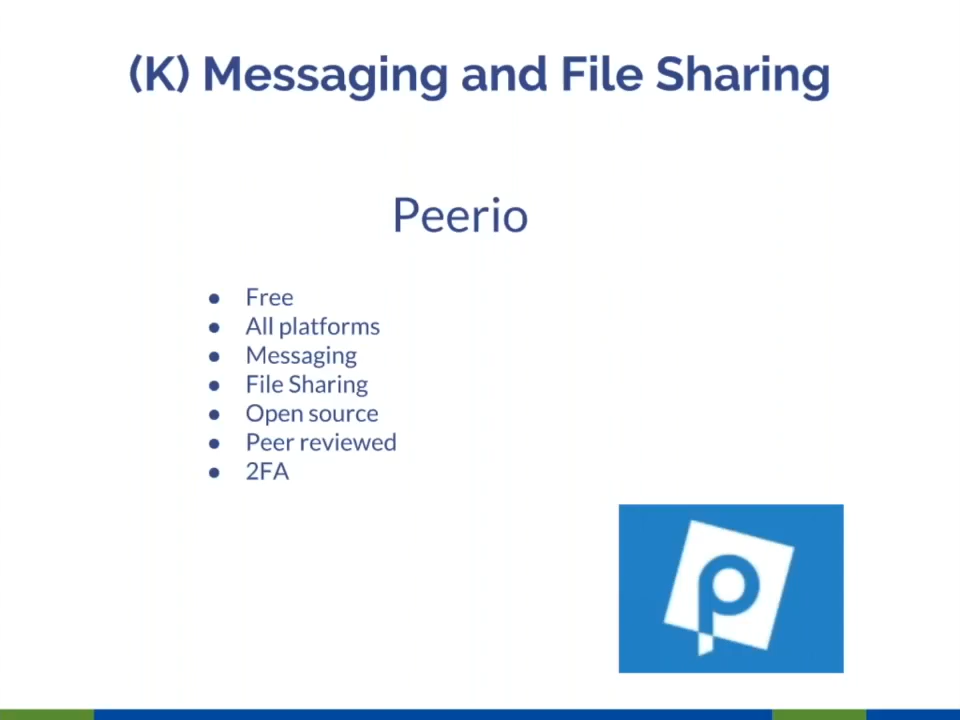 (K) Messaging and File Sharing
Peerio
● Free
● All platforms
● Messaging
● File Sharing
● Open source
● Peer reviewed
● 2FA